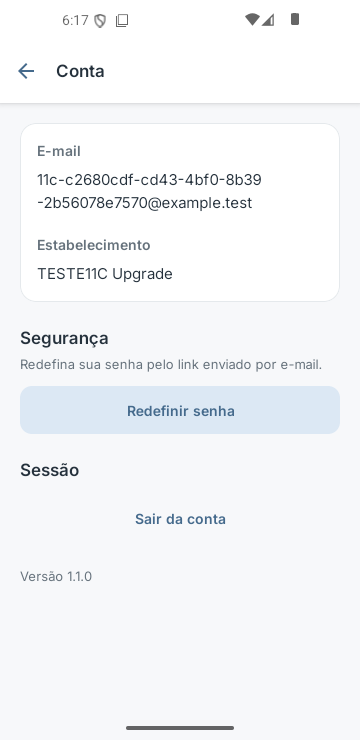 6:17
Conta
E-mail
11c-c2680cdf-cd43-4bf0-8b39
-2b56078e7570@example.test
Estabelecimento
TESTE11C Upgrade
Segurança
Redefina sua senha pelo link enviado por e-mail.
Redefinir senha
Sessão
Sair da conta
Versão 1.1.0